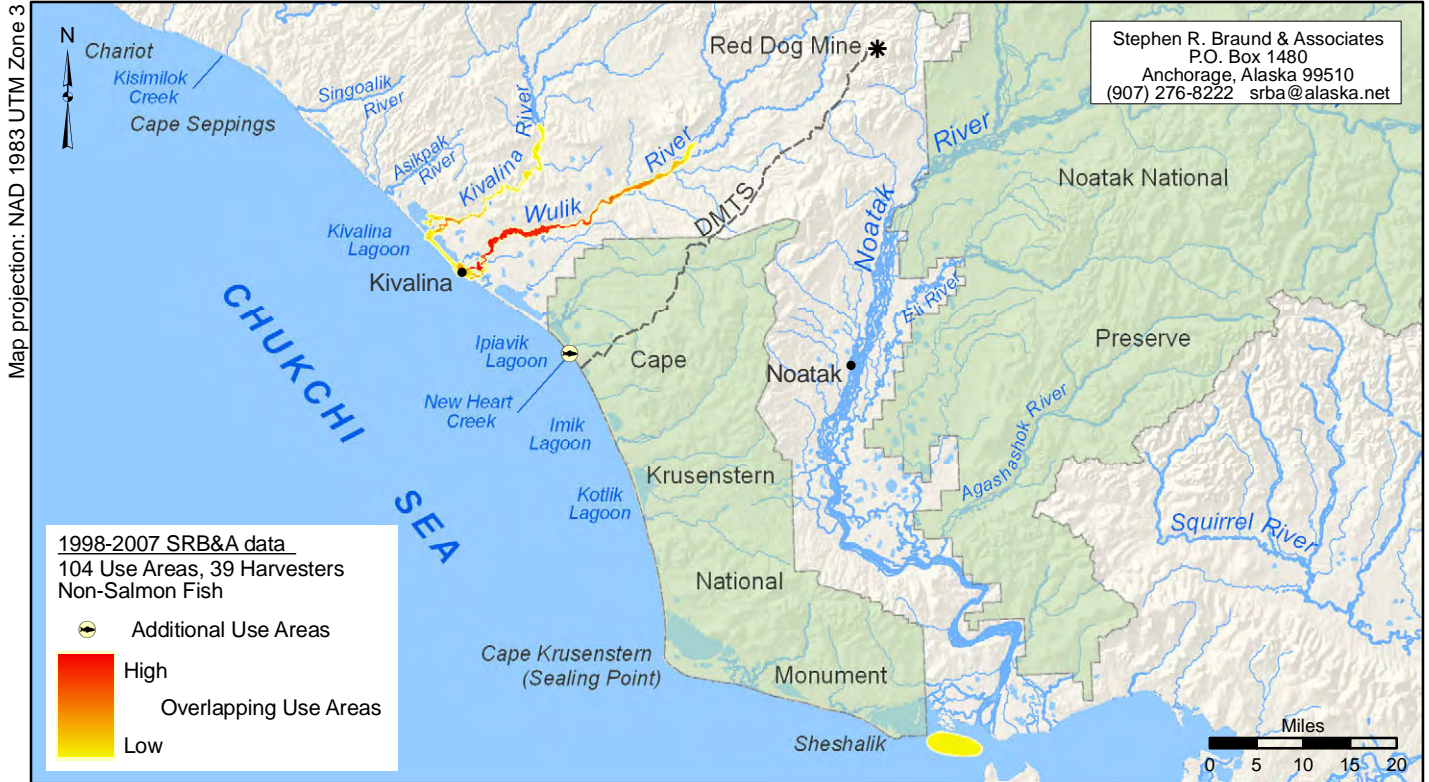 Map projection: NAD 1983 UTM Zone 3
N
Chariot
Kisimilok
Creek
Cape Seppings
Singoalik
River
Asikpak
River
Kivalina River
Wulik River
Kivalina
Lagoon
Kivalina
Red Dog Mine
DMTS
Stephen R. Braund & Associates
P.O. Box 1480
Anchorage, Alaska 99510
(907) 276-8222 srba@alaska.net
Noatak River
Noatak National
Preserve
Eli River
Noatak
Agashashok River
Squirrel River
CHUKCHI SEA
Ipiavik
Lagoon
New Heart
Creek
Imik
Lagoon
Kotlik
Lagoon
Cape
Krusenstern
National
Monument
Cape Krusenstern
(Sealing Point)
Sheshalik
1998-2007 SRB&A data
104 Use Areas, 39 Harvesters
Non-Salmon Fish
Additional Use Areas
High
Overlapping Use Areas
Low
Miles
0 5 10 15 20